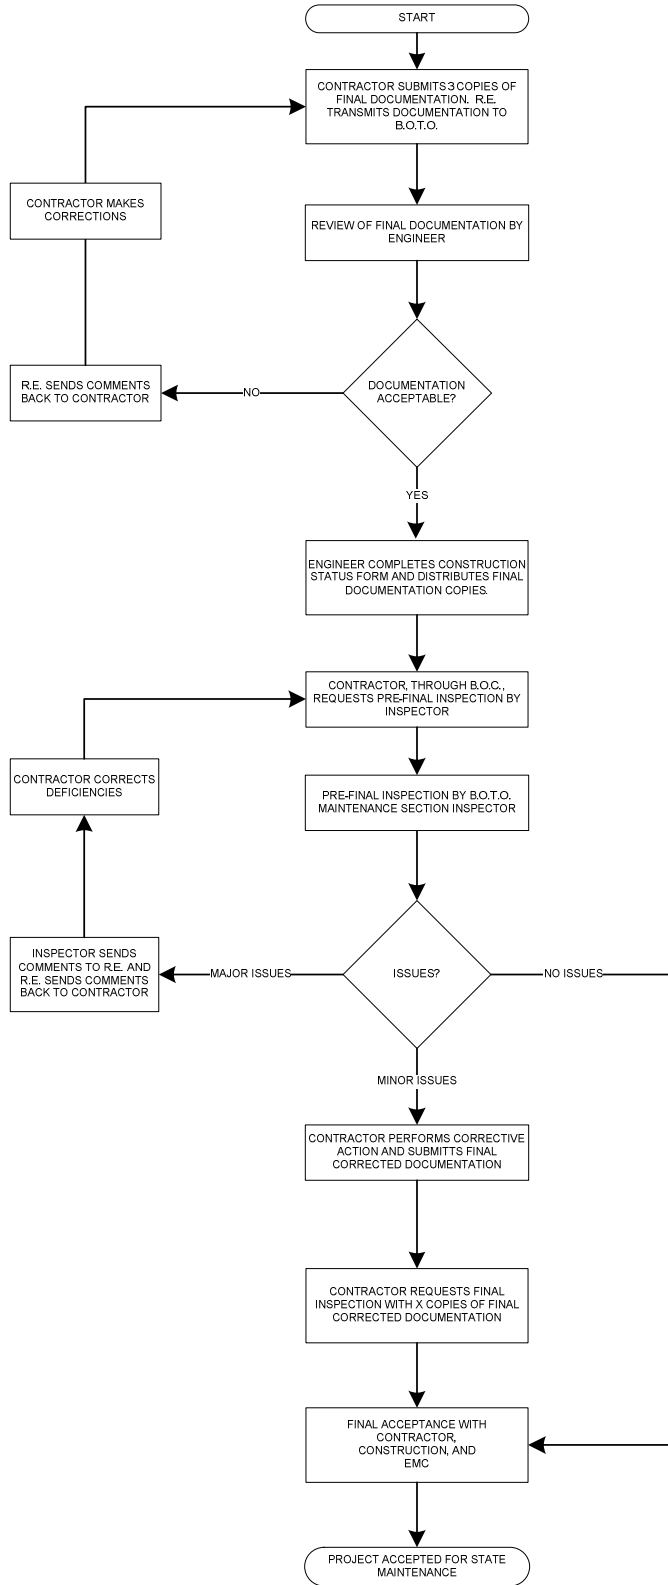 START
CONTRACTOR SUBMITS 3 COPIES OF
FINAL DOCUMENTATION. R.E.
TRANSMITS DOCUMENTATION TO
B.O.T.O.
CONTRACTOR MAKES
CORRECTIONS
REVIEW OF FINAL DOCUMENTATION BY
ENGINEER
R.E. SENDS COMMENTS
BACK TO CONTRACTOR
NO
DOCUMENTATION
ACCEPTABLE?
YES
ENGINEER COMPLETES CONSTRUCTION
STATUS FORM AND DISTRIBUTES FINAL
DOCUMENTATION COPIES.
CONTRACTOR, THROUGH B.O.C.,
REQUESTS PRE-FINAL INSPECTION BY
INSPECTOR
CONTRACTOR CORRECTS
DEFICIENCIES
PRE-FINAL INSPECTION BY B.O.T.O.
MAINTENANCE SECTION INSPECTOR
INSPECTOR SENDS
COMMENTS TO R.E. AND
R.E. SENDS COMMENTS
BACK TO CONTRACTOR
MAJOR ISSUES
ISSUES?
NO ISSUES
MINOR ISSUES
CONTRACTOR PERFORMS CORRECTIVE
ACTION AND SUBMITTS FINAL
CORRECTED DOCUMENTATION
CONTRACTOR REQUESTS FINAL
INSPECTION WITH X COPIES OF FINAL
CORRECTED DOCUMENTATION
FINAL ACCEPTANCE WITH
CONTRACTOR,
CONSTRUCTION, AND
EMC
PROJECT ACCEPTED FOR STATE
MAINTENANCE